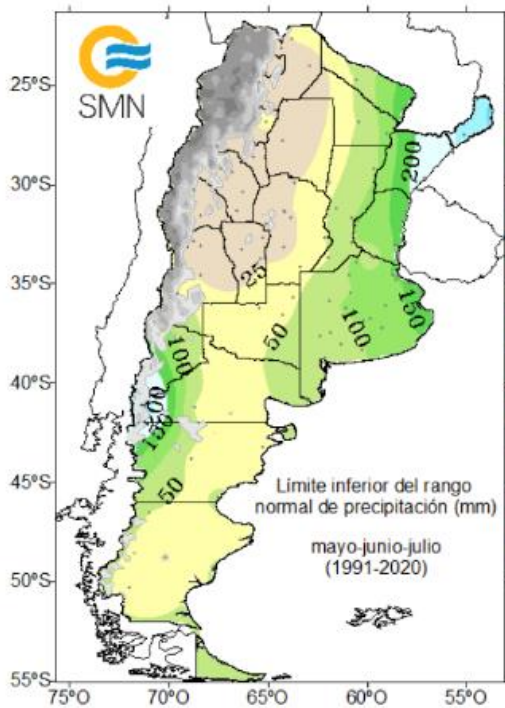 SMN
25°S
30°S
35°S
40°S
45°S
50°S
55°S
75°O
70°O
65°O
60°O
55°O
200
25
50
100
150
100
200
150
50
Límite inferior del rango
normal de precipitación (mm)
mayo-junio-julio
(1991-2020)